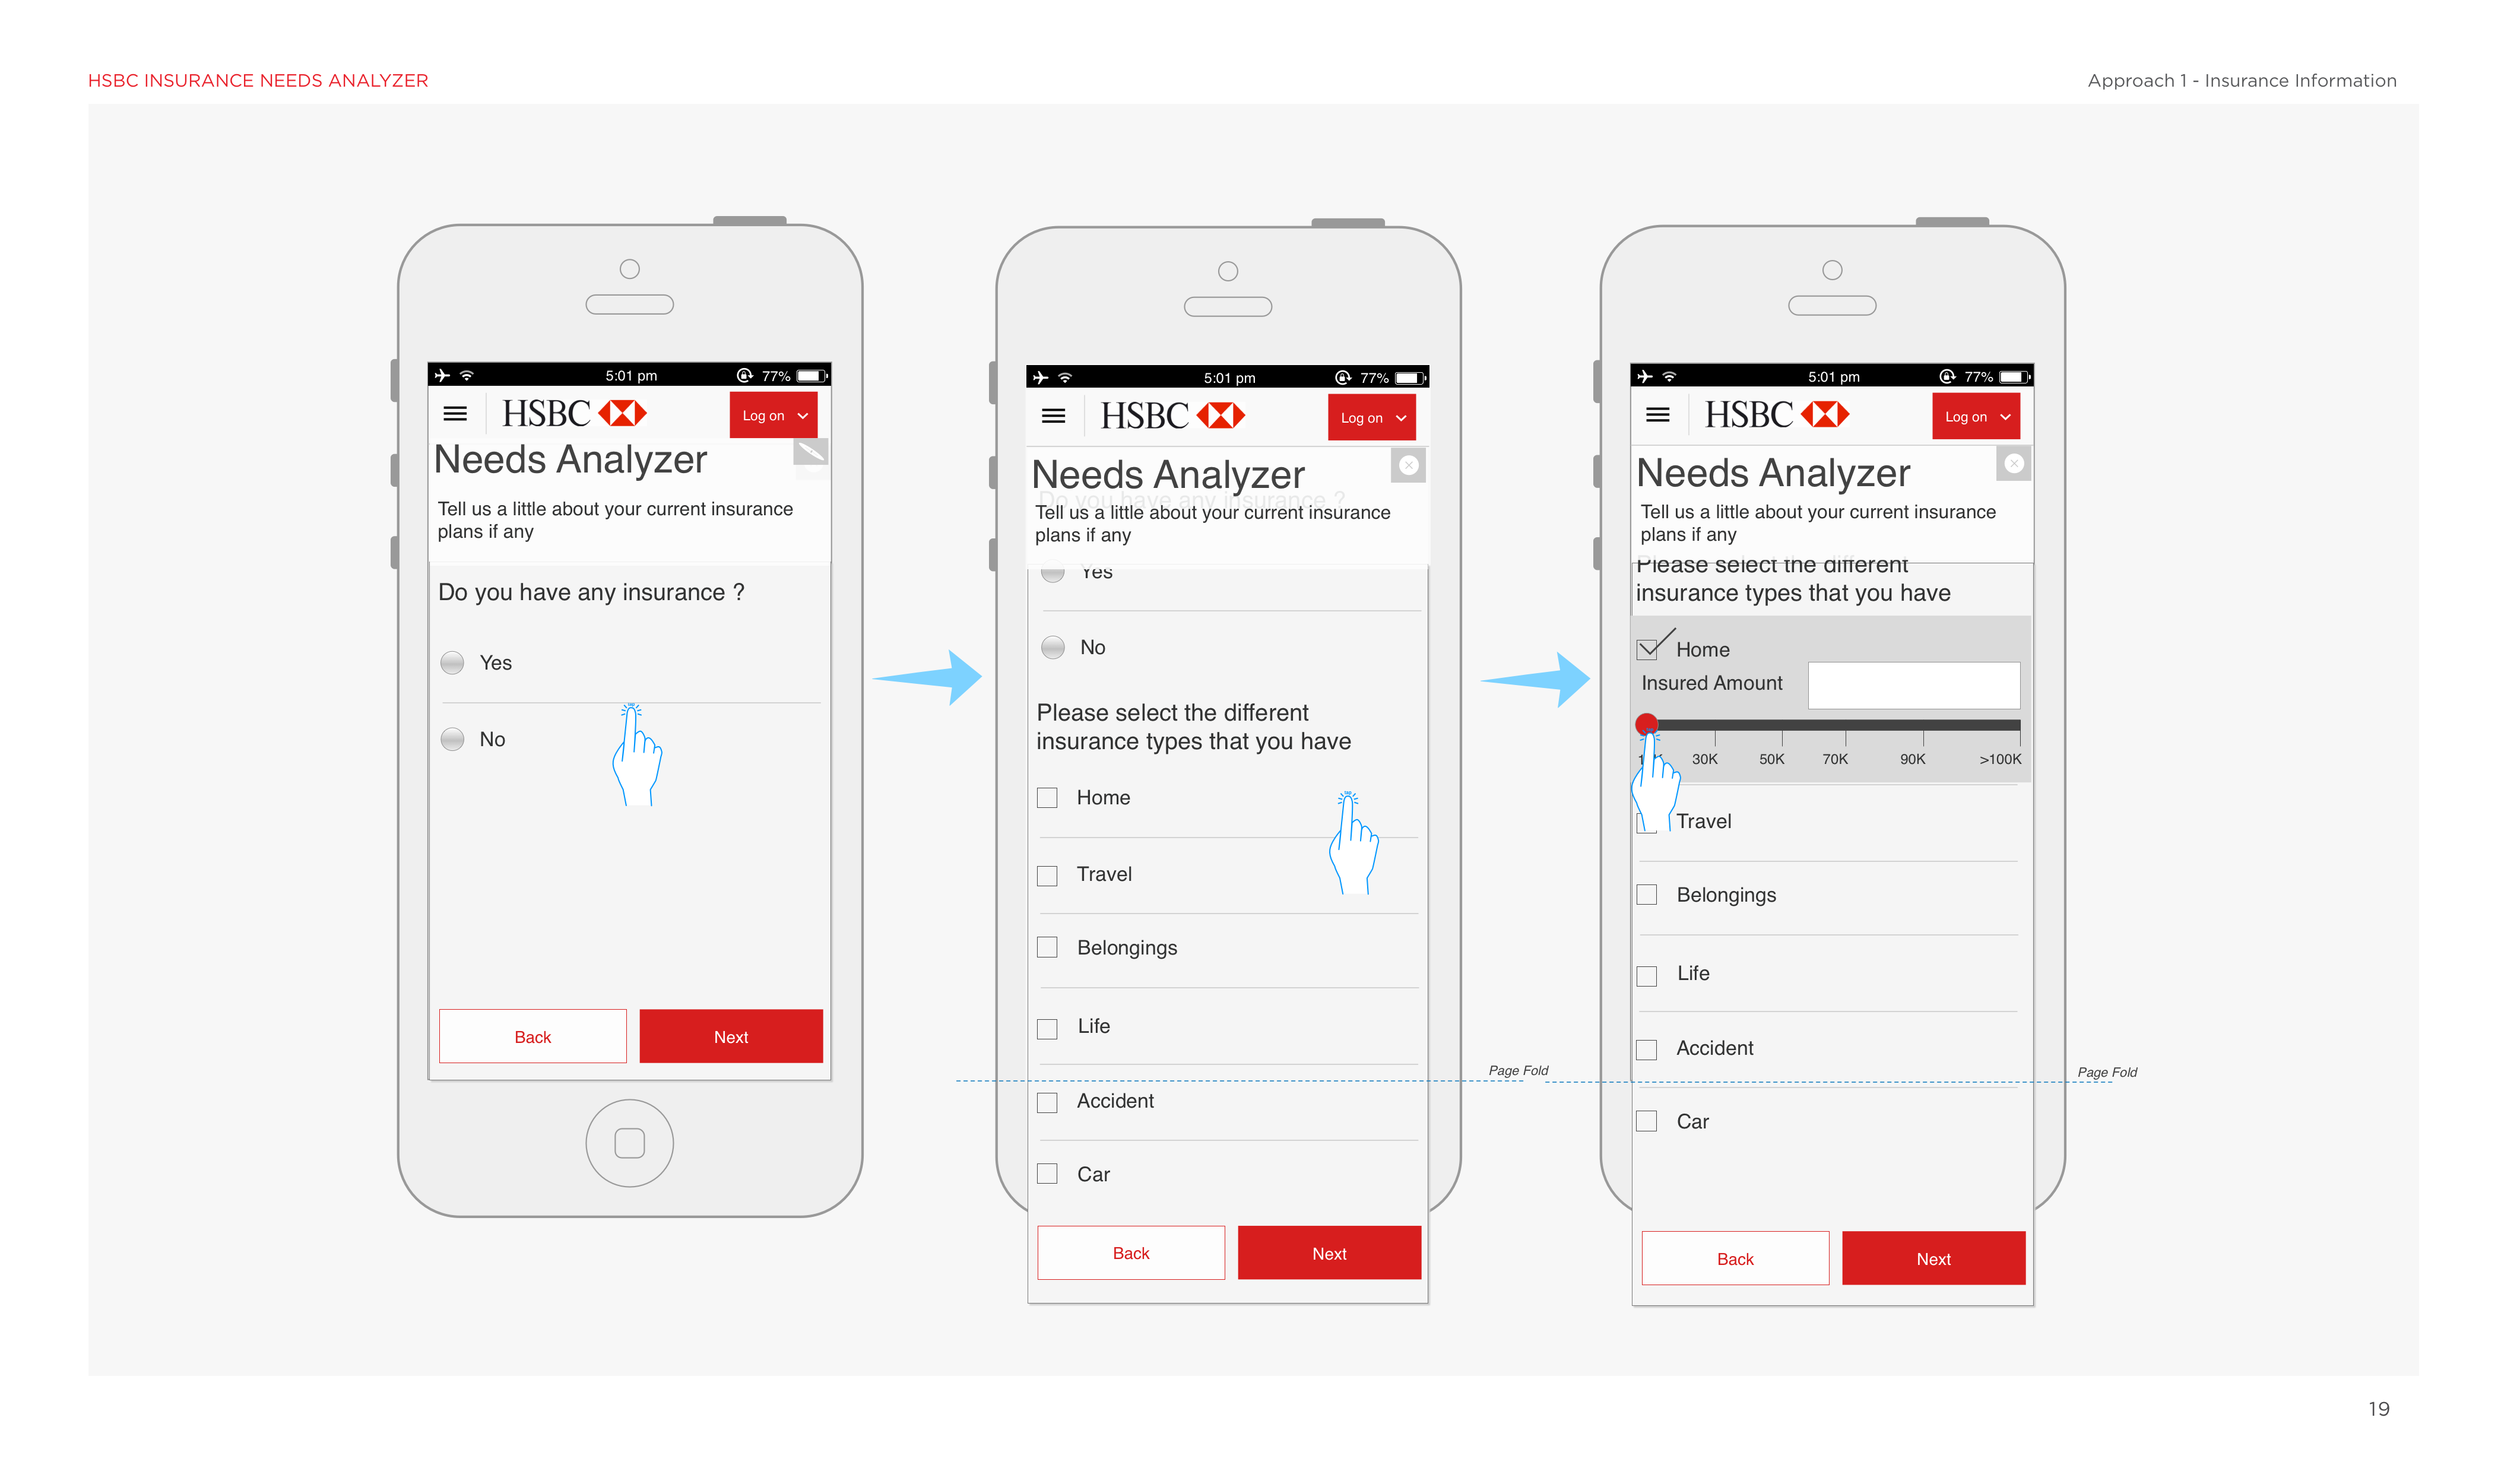 HSBC INSURANCE NEEDS ANALYZER
Approach 1 - Insurance Information
5:01 pm
77%
HSBC
Log on
Needs Analyzer
Tell us a little about your current insurance
plans if any
Do you have any insurance ?
Yes
No
Back
Next
5:01 pm
77%
HSBC
Log on
Needs Analyzer
Do you have any insurance ?
Tell us a little about your current insurance
plans if any
Yes
No
Please select the different
insurance types that you have
Home
Travel
Belongings
Life
Page Fold
Accident
Car
Back
Next
5:01 pm
77%
HSBC
Log on
Needs Analyzer
Tell us a little about your current insurance
plans if any
Please select the different
insurance types that you have
Home
Insured Amount
30K 50K 70K 90K >100K
Travel
Belongings
Life
Accident
Page Fold
Car
Back
Next
19